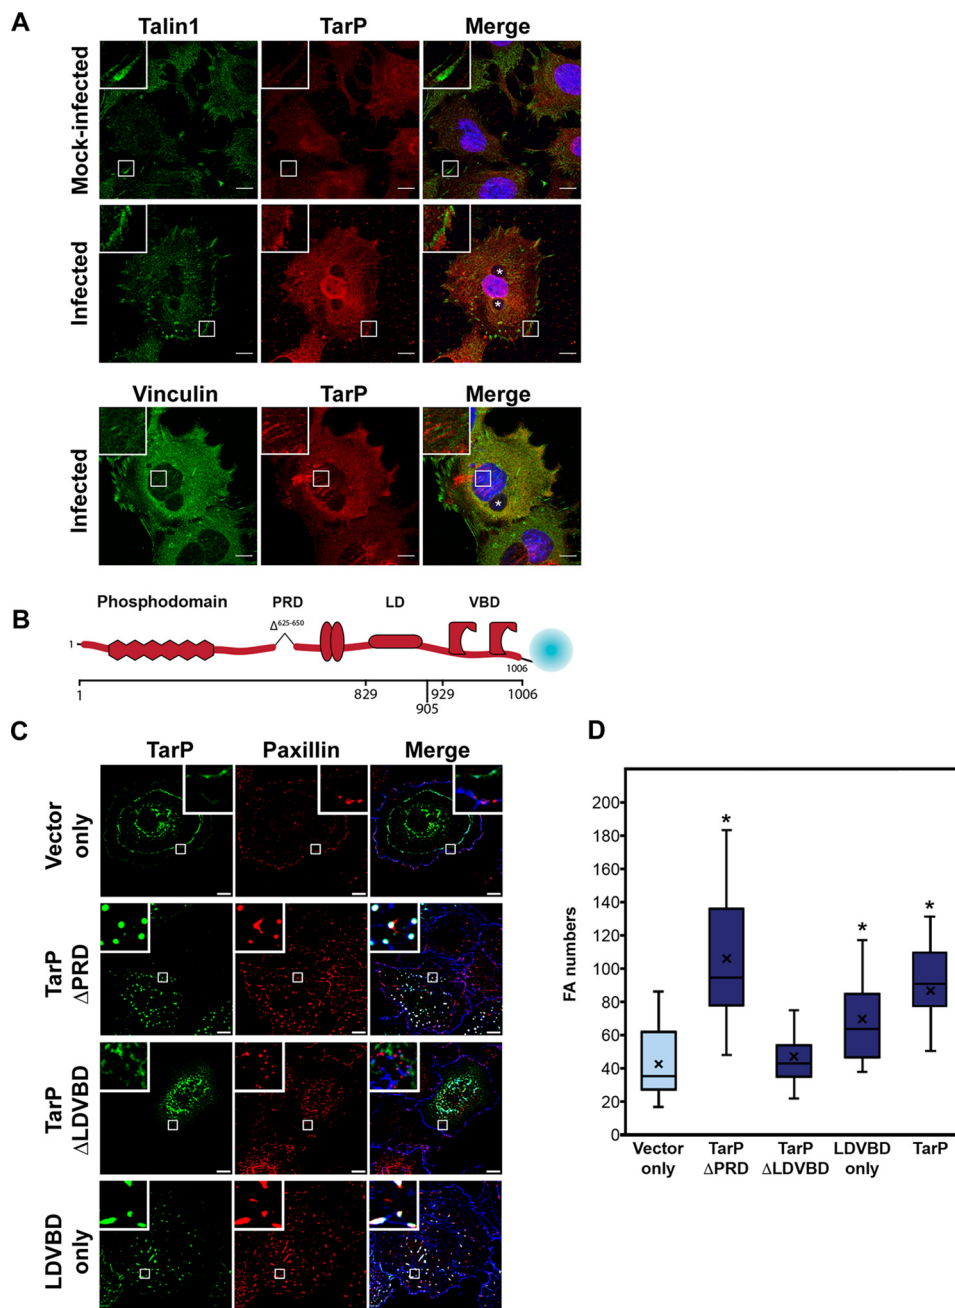 A
Talin1 TarP Merge
Mock-infected
Infected
*
*
Vinculin TarP Merge
Infected
*
B
Phosphodomain PRD LD VBD
Δ625-650
1
1006
1 829 929 1006
905
C
TarP Paxillin Merge
Vector
only
TarP
ΔPRD
TarP
ΔLDVBD
LDVBD
only
D
FA numbers
200
180
160
140
120
100
80
60
40
20
0
* * *
Vector
only
TarP
ΔPRD
TarP
ΔLDVBD
LDVBD
only
TarP